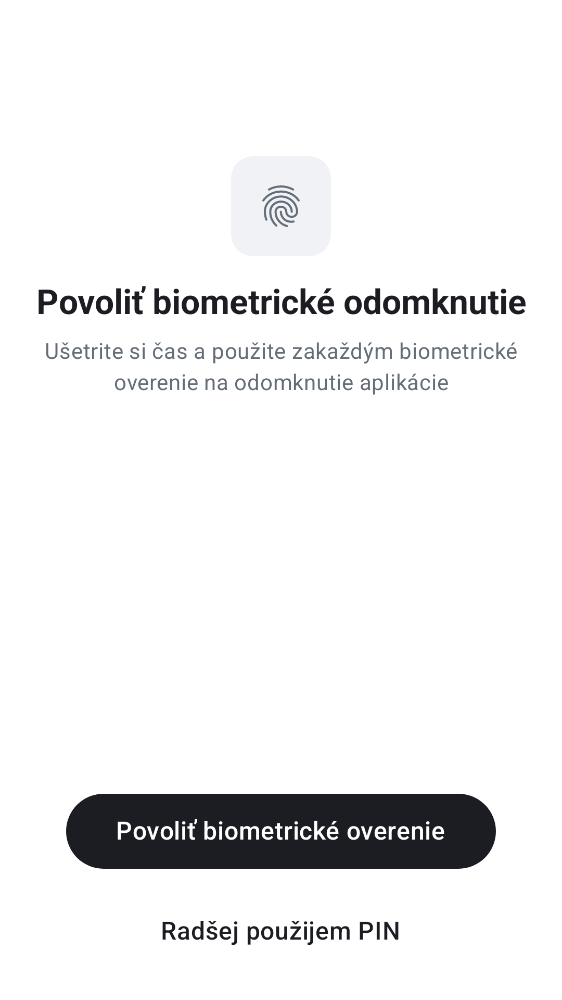 Povoliť biometrické odomknutie
Ušetrite si čas a použite zakaždým biometrické
overenie na odomknutie aplikácie
Povoliť biometrické overenie
Radšej použijem PIN